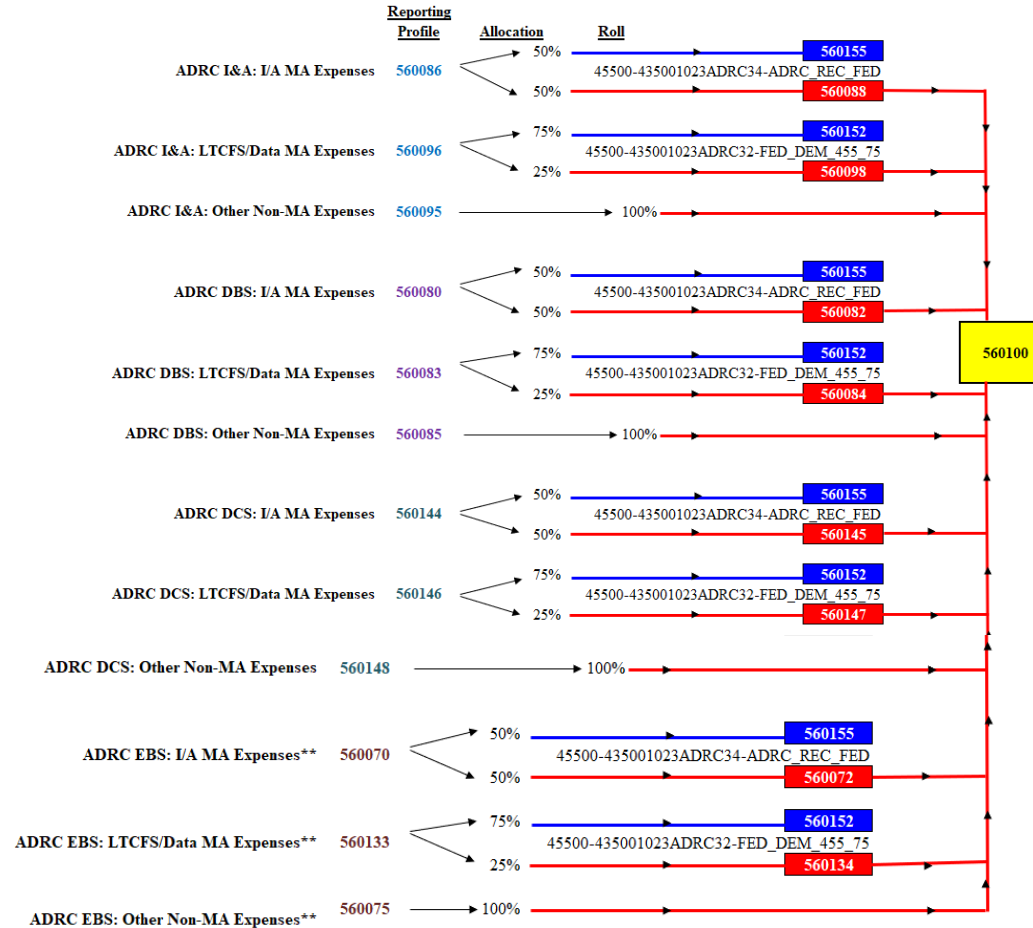 Reporting
Profile Allocation Roll
50% 560155
ADRC I&A: I/A MA Expenses 560086 45500-435001023ADRC34-ADRC_REC_FED
50% 560088
75% 560152
ADRC I&A: LTCFS/Data MA Expenses 560096 45500-435001023ADRC32-FED_DEM_455_75
25% 560098
ADRC I&A: Other Non-MA Expenses 560095 100%
50% 560155
ADRC DBS: I/A MA Expenses 560080 45500-435001023ADRC34-ADRC_REC_FED
50% 560082
560100
75% 560152
ADRC DBS: LTCFS/Data MA Expenses 560083 45500-435001023ADRC32-FED_DEM_455_75
25% 560084
ADRC DBS: Other Non-MA Expenses 560085 100%
50% 560155
ADRC DCS: I/A MA Expenses 560144 45500-435001023ADRC34-ADRC_REC_FED
50% 560145
75% 560152
ADRC DCS: LTCFS/Data MA Expenses 560146 45500-435001023ADRC32-FED_DEM_455_75
25% 560147
ADRC DCS: Other Non-MA Expenses 560148 100%
50% 560155
ADRC EBS: I/A MA Expenses** 560070 45500-435001023ADRC34-ADRC_REC_FED
50% 560072
75% 560152
ADRC EBS: LTCFS/Data MA Expenses** 560133 45500-435001023ADRC32-FED_DEM_455_75
25% 560134
ADRC EBS: Other Non-MA Expenses** 560075 100%